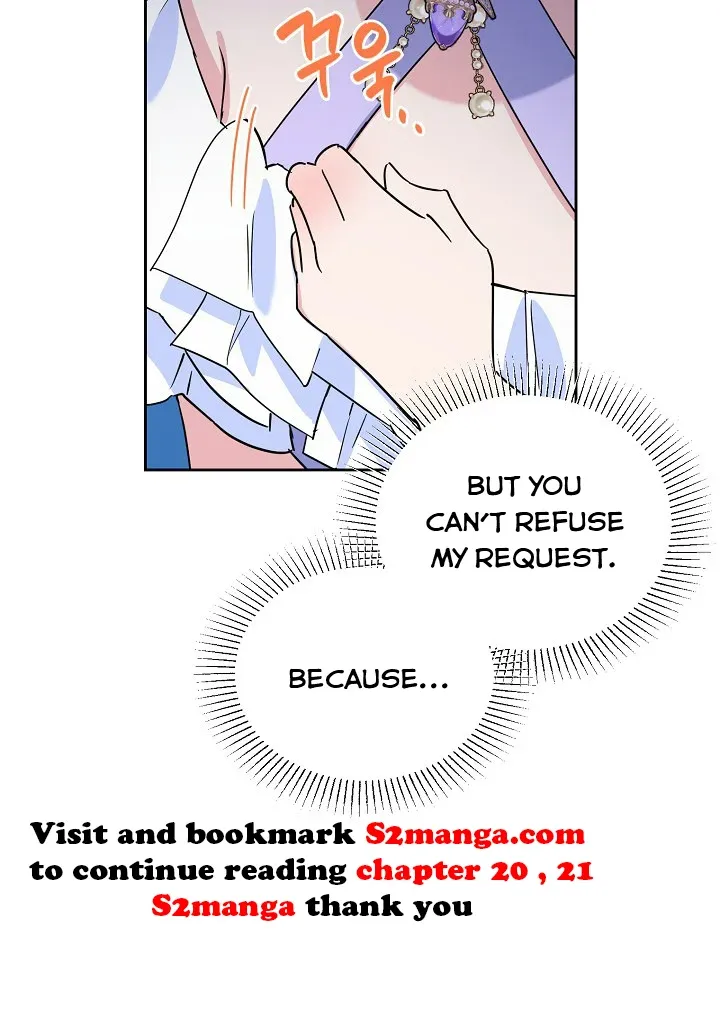 꾸욱..
BUT YOU
CAN'T REFUSE
MY REQUEST.
BECAUSE...
Visit and bookmark S2manga.com
to continue reading chapter 20 , 21
S2manga thank you